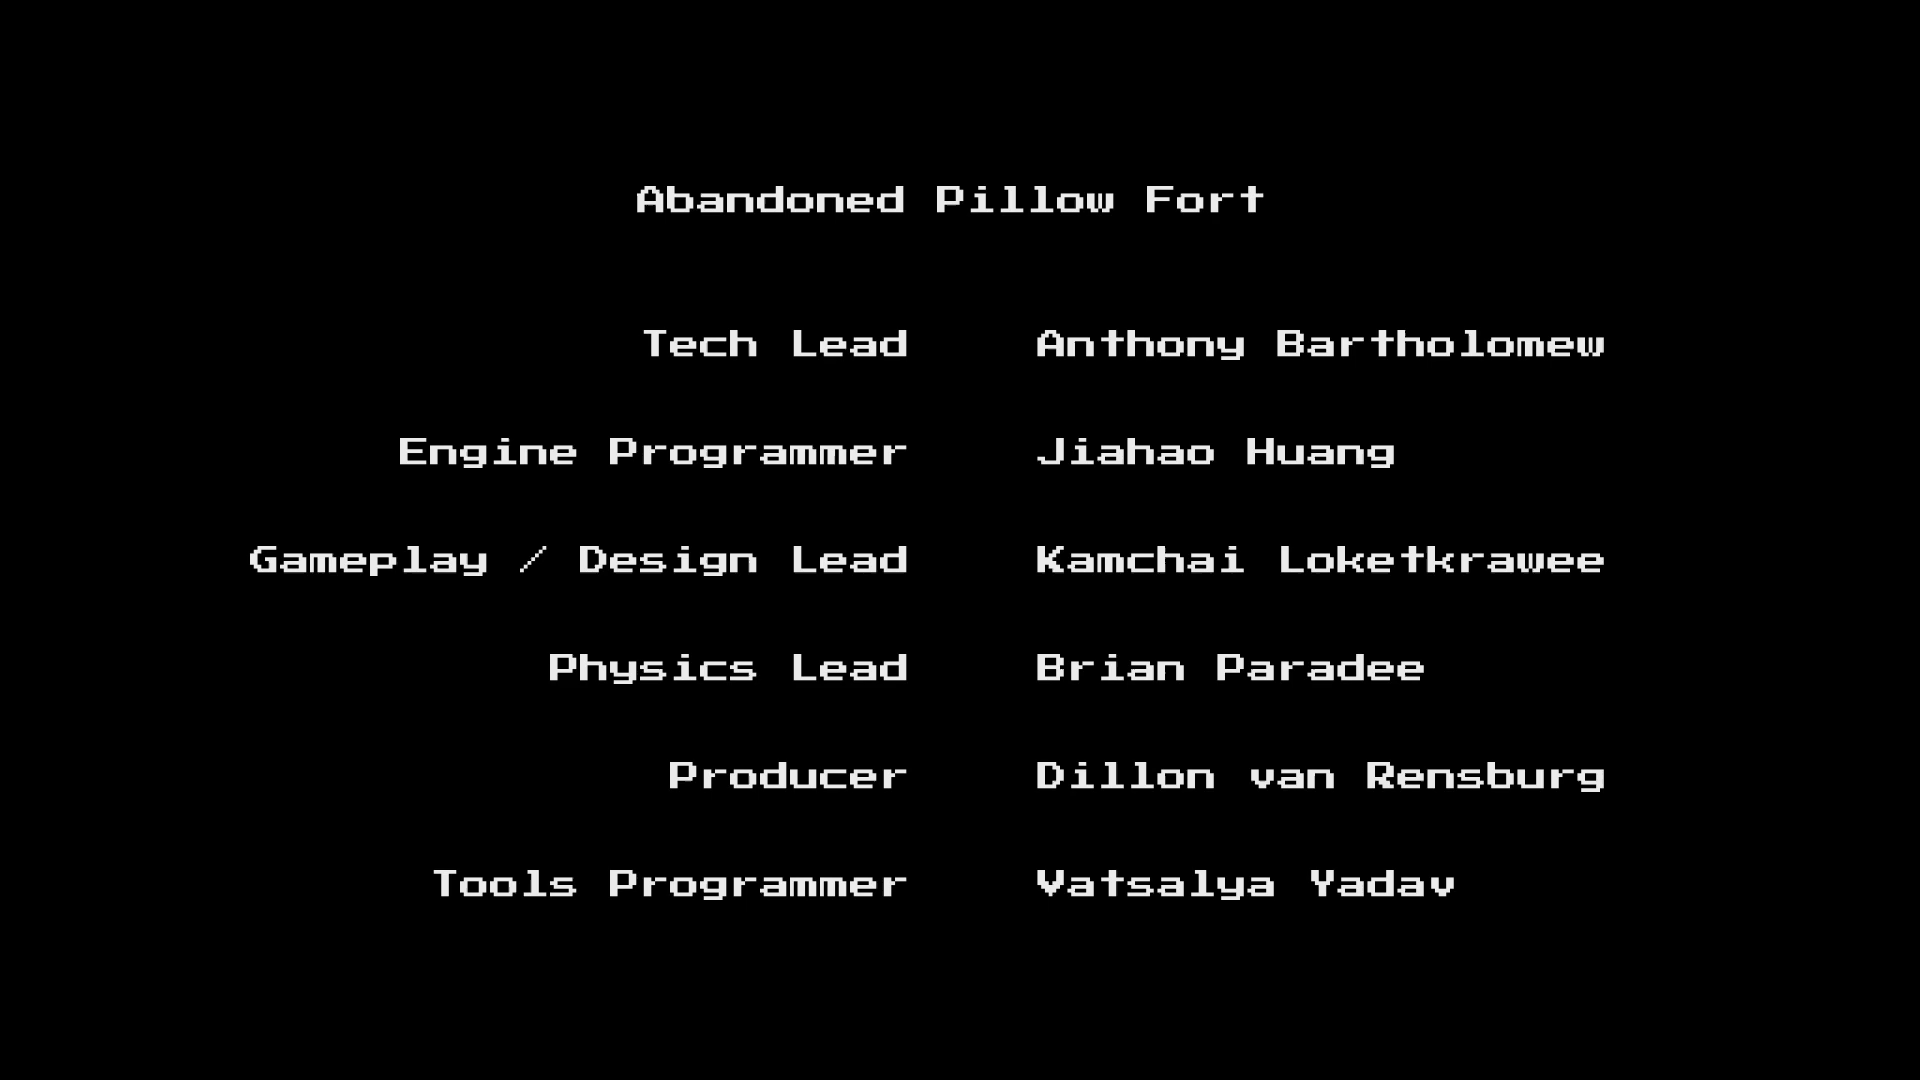 Abandoned Pillow Fort
Tech Lead Anthony Bartholomew
Engine Programmer Jiahao Huang
Gameplay / Design Lead Kamchai Loketkrawee
Physics Lead Brian Paradee
Producer Dillon van Rensburg
Tools Programmer Vatsalya Yadav